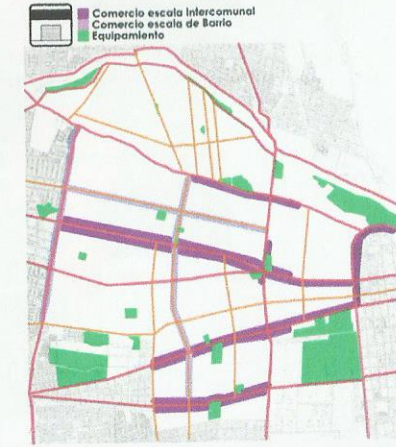 Comercio escala Intercomunal
Comercio escala de Barrio
Equipamiento